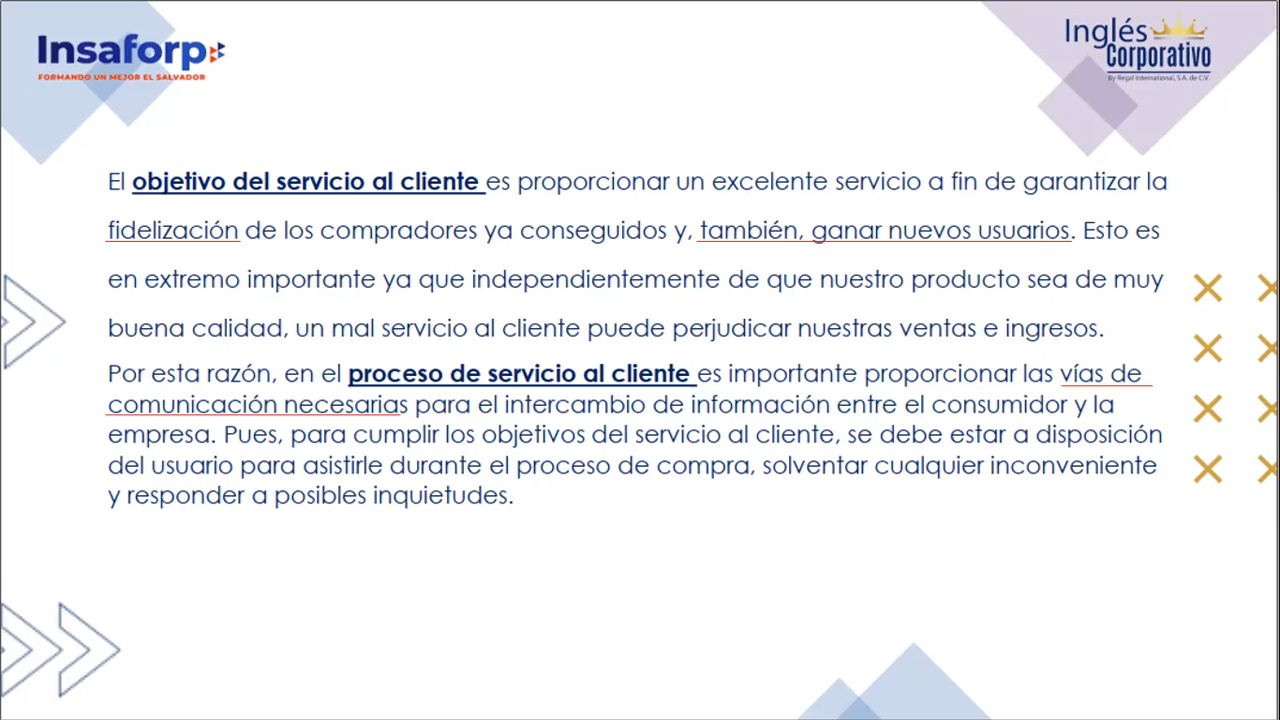 Insaforp
FORMANDO UN MEJOR EL SALVADOR
Inglés
Corporativo
By Regal International, S.A. de C.V.
El objetivo del servicio al cliente es proporcionar un excelente servicio a fin de garantizar la
fidelización de los compradores ya conseguidos y, también, ganar nuevos usuarios. Esto es
en extremo importante ya que independientemente de que nuestro producto sea de muy
buena calidad, un mal servicio al cliente puede perjudicar nuestras ventas e ingresos.
Por esta razón, en el proceso de servicio al cliente es importante proporcionar las vías de
comunicación necesarias para el intercambio de información entre el consumidor y la
empresa. Pues, para cumplir los objetivos del servicio al cliente, se debe estar a disposición
del usuario para asistirle durante el proceso de compra, solventar cualquier inconveniente
y responder a posibles inquietudes.